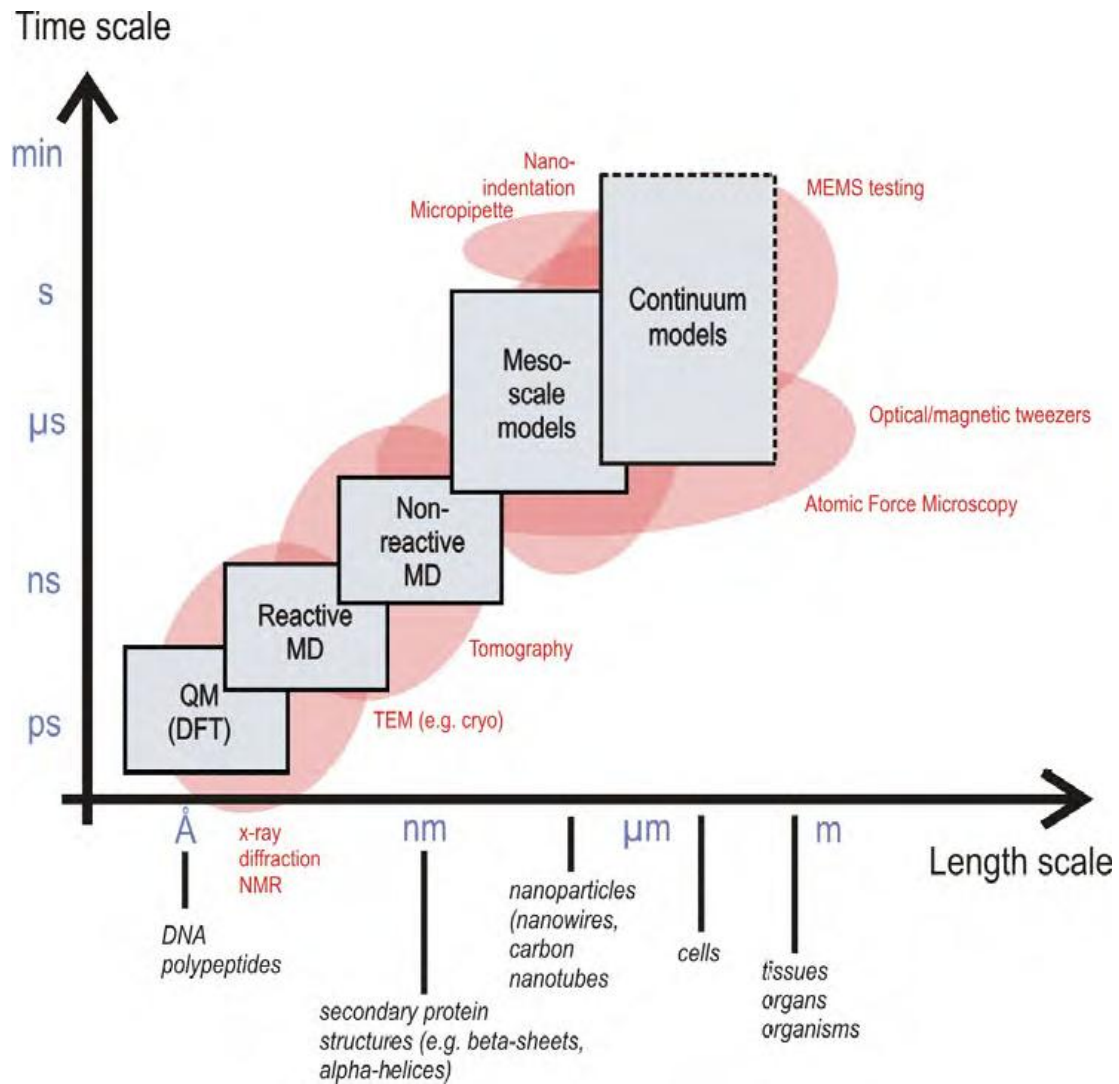 Time scale
min
s
µs
ns
ps
Nano-
indentation
Micropipette
MEMS testing
Continuum
models
Meso-
scale
models
Optical/magnetic tweezers
Atomic Force Microscopy
Non-
reactive
MD
Reactive
MD
Tomography
QM
(DFT)
TEM (e.g. cryo)
Å
nm
µm
m
Length scale
x-ray
diffraction
NMR
DNA
polypeptides
secondary protein
structures (e.g. beta-sheets,
alpha-helices)
nanoparticles
(nanowires,
carbon
nanotubes
cells
tissues
organs
organisms